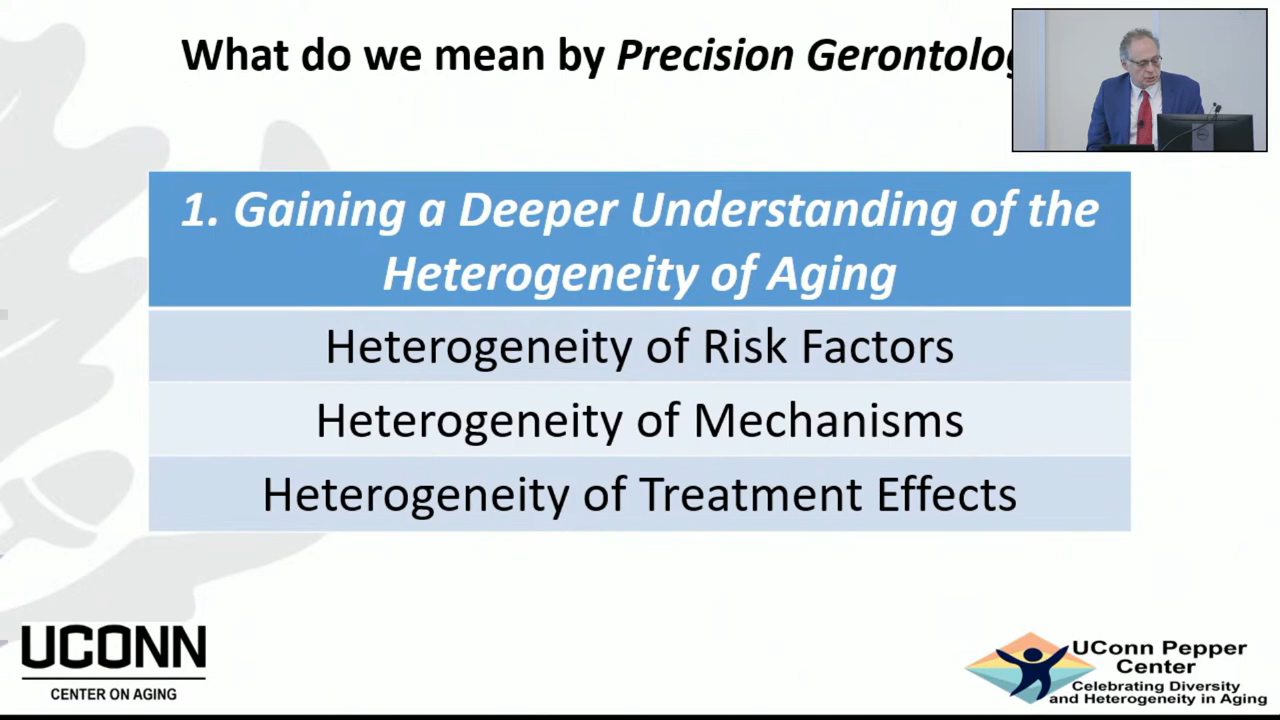 What do we mean by Precision Gerontolog
1. Gaining a Deeper Understanding of the
Heterogeneity of Aging
Heterogeneity of Risk Factors
Heterogeneity of Mechanisms
Heterogeneity of Treatment Effects
UCONN
CENTER ON AGING
UConn Pepper
Center
Celebrating Diversity
and Heterogeneity in Aging